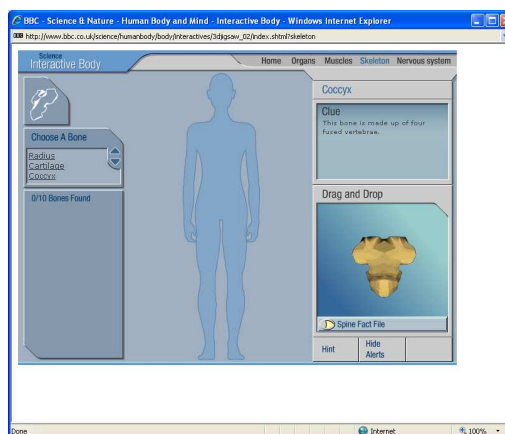 BBC - Science & Nature - Human Body and Mind - Interactive Body - Windows Internet Explorer
http://www.bbc.co.uk/science/humanbody/body/interactives/3djigsaw_02/index.shtml?skeleton
Science
Interactive Body
Home Organs Muscles Skeleton Nervous system
Choose A Bone
Radius
Cartilage
Coccyx
0/10 Bones Found
Coccyx
Clue
This bone is made up of four
fused vertebrae.
Drag and Drop
Spine Fact File
Hint
Hide
Alerts
Done
Internet
100%